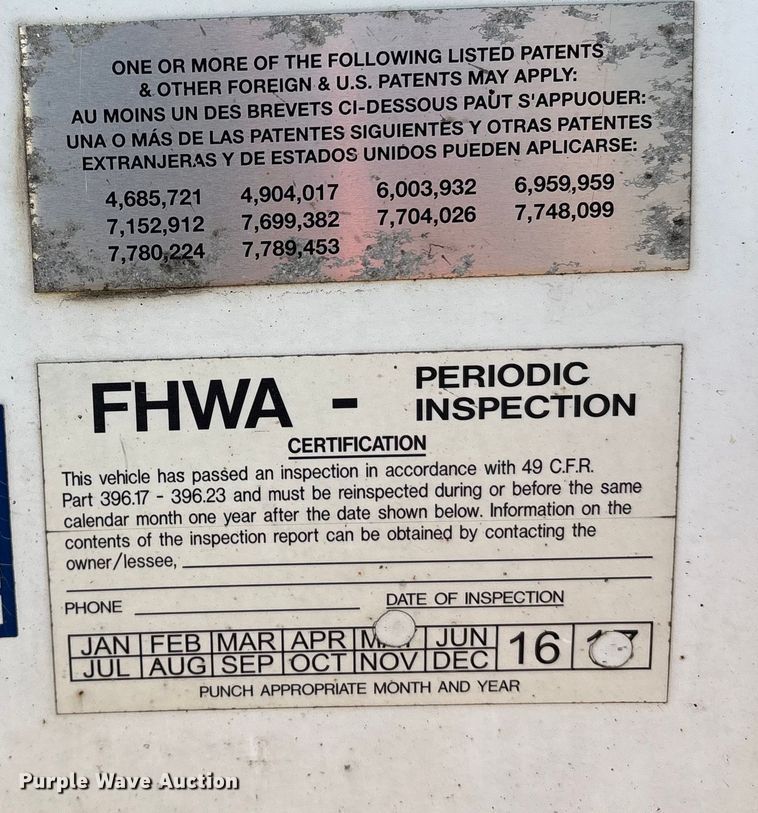 ONE OR MORE OF THE FOLLOWING LISTED PATENTS
& OTHER FOREIGN & U.S. PATENTS MAY APPLY:
AU MOINS UN DES BREVETS CI-DESSOUS PAUT S'APPUOUER:
UNA O MÁS DE LAS PATENTES SIGUIENTES Y OTRAS PATENTES
EXTRANJERAS Y DE ESTADOS UNIDOS PUEDEN APLICARSE:
4,685,721 4,904,017 6,003,932 6,959,959
7,152,912 7,699,382 7,704,026 7,748,099
7,780,224 7,789,453
FHWA - PERIODIC
INSPECTION
CERTIFICATION
This vehicle has passed an inspection in accordance with 49 C.F.R.
Part 396.17 - 396.23 and must be reinspected during or before the same
calendar month one year after the date shown below. Information on the
contents of the inspection report can be obtained by contacting the
owner/lessee,
PHONE DATE OF INSPECTION
JAN FEB MAR APR JUN 16
JUL AUG SEP OCT NOV DEC
PUNCH APPROPRIATE MONTH AND YEAR
Purple Wave Auction